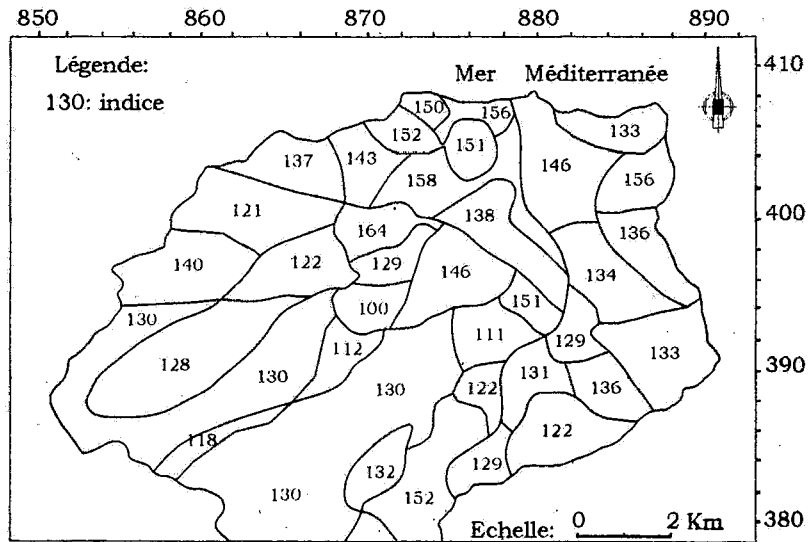 850 860 870 880 890
410
Légende: Mer Méditerranée
130: indice
150 156
152 151 133
137 143 146
158 156
121 400
164 138 136
140 122 129 146 134
100 151
130
112 111 129 133
128 130 130 131 390
122 136
118 122
132 129
130 152
Echelle: 0 2 Km 380